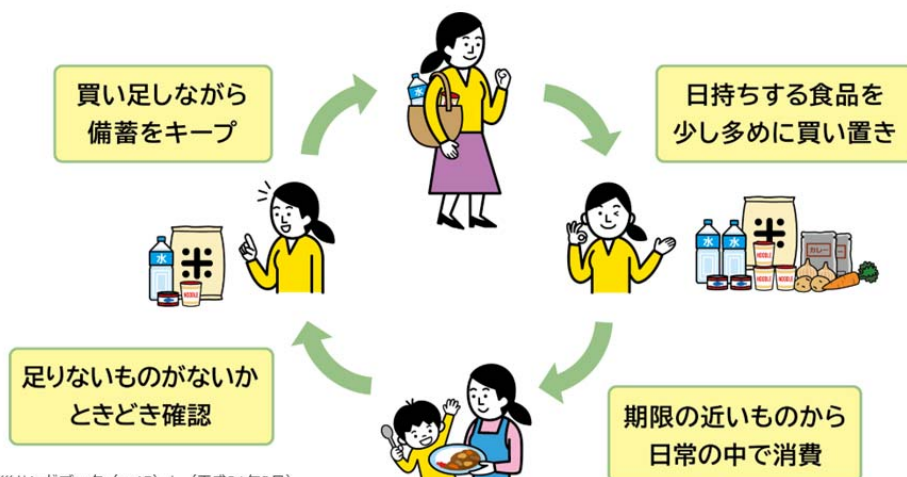 買い足しながら
備蓄をキープ
日持ちする食品を
少し多めに買い置き
水
米
水
水
米
カレー
NOODLE
NOODLE
NOODLE
NOODLE
NOODLE
足りないものがないか
ときどき確認
期限の近いものから
日常の中で消費